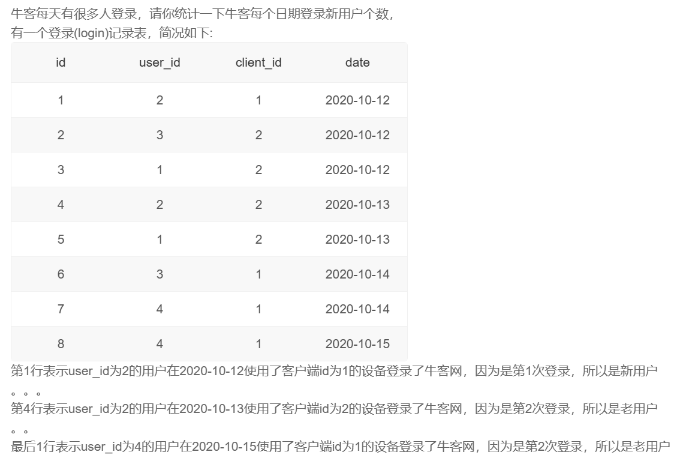 牛客每天有很多人登录，请你统计一下牛客每个日期登录新用户个数，
有一个登录(login)记录表，简况如下:
id user_id client_id date
1 2 1 2020-10-12
2 3 2 2020-10-12
3 1 2 2020-10-12
4 2 2 2020-10-13
5 1 2 2020-10-13
6 3 1 2020-10-14
7 4 1 2020-10-14
8 4 1 2020-10-15
第1行表示user_id为2的用户在2020-10-12使用了客户端id为1的设备登录了牛客网，因为是第1次登录，所以是新用户
。。。
第4行表示user_id为2的用户在2020-10-13使用了客户端id为2的设备登录了牛客网，因为是第2次登录，所以是老用户
。。
最后1行表示user_id为4的用户在2020-10-15使用了客户端id为1的设备登录了牛客网，因为是第2次登录，所以是老用户